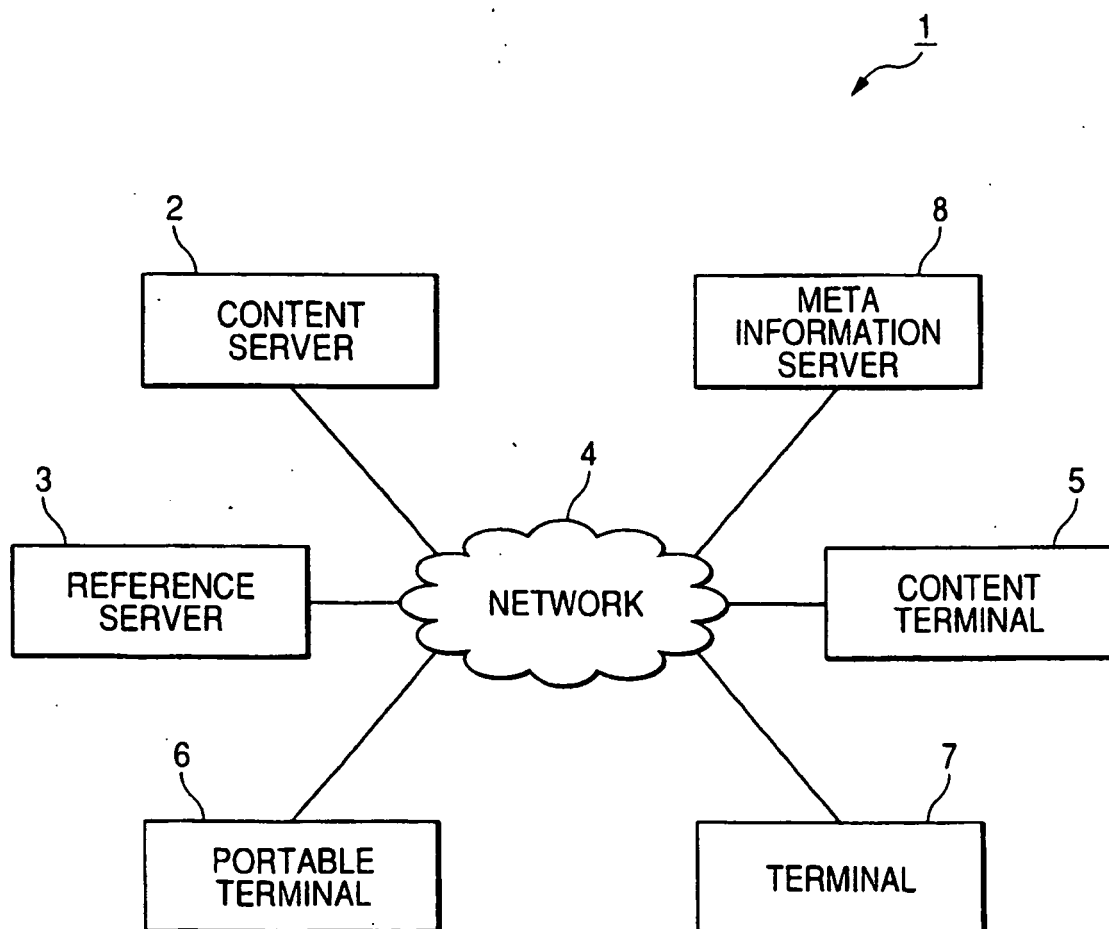 1
2
8
CONTENT
SERVER
META
INFORMATION
SERVER
3
4
5
REFERENCE
SERVER
NETWORK
CONTENT
TERMINAL
6
7
PORTABLE
TERMINAL
TERMINAL